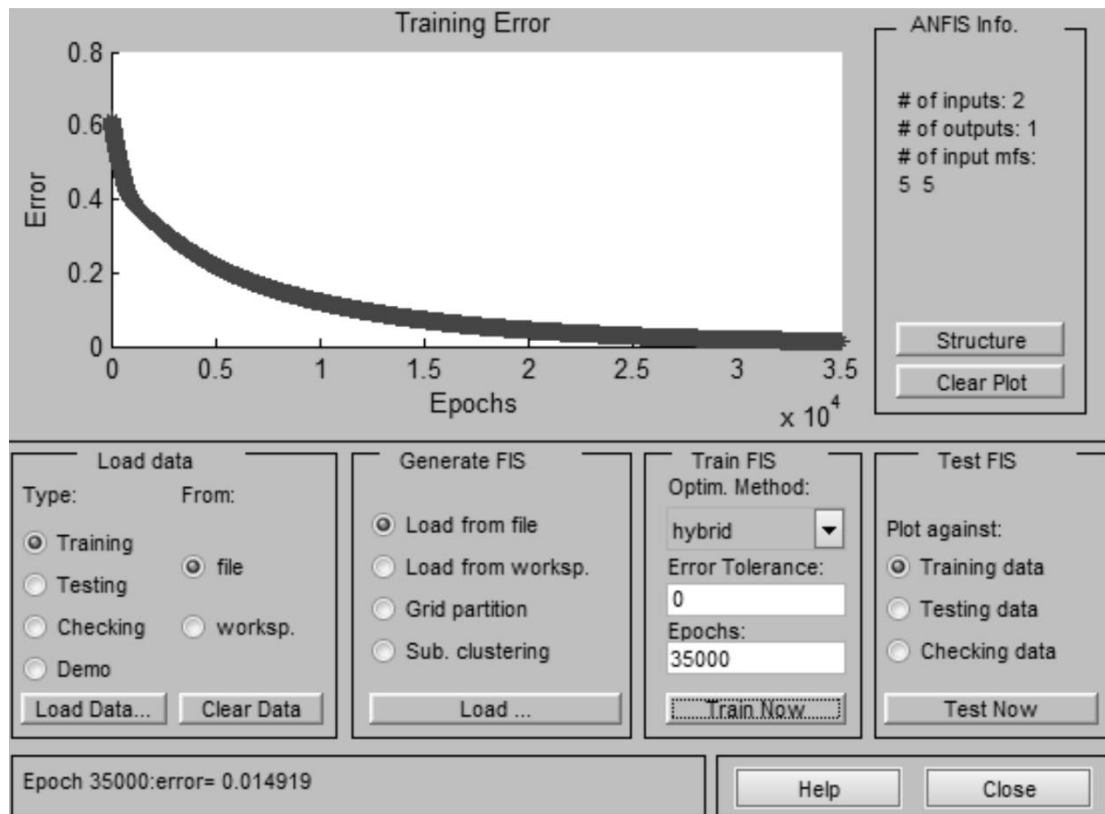 Training Error
0.8
0.6
0.4
0.2
0
Error
0 0.5 1 1.5 2 2.5 3 3.5
Epochs
x 10^4
ANFIS Info.
# of inputs: 2
# of outputs: 1
# of input mfs:
5 5
Structure
Clear Plot
Load data
Type: From:
Training
Testing
Checking
Demo
file
worksp.
Load Data... Clear Data
Generate FIS
Load from file
Load from worksp.
Grid partition
Sub. clustering
Load ...
Train FIS
Optim. Method:
hybrid
Error Tolerance:
0
Epochs:
35000
Train Now
Test FIS
Plot against:
Training data
Testing data
Checking data
Test Now
Epoch 35000:error= 0.014919
Help Close